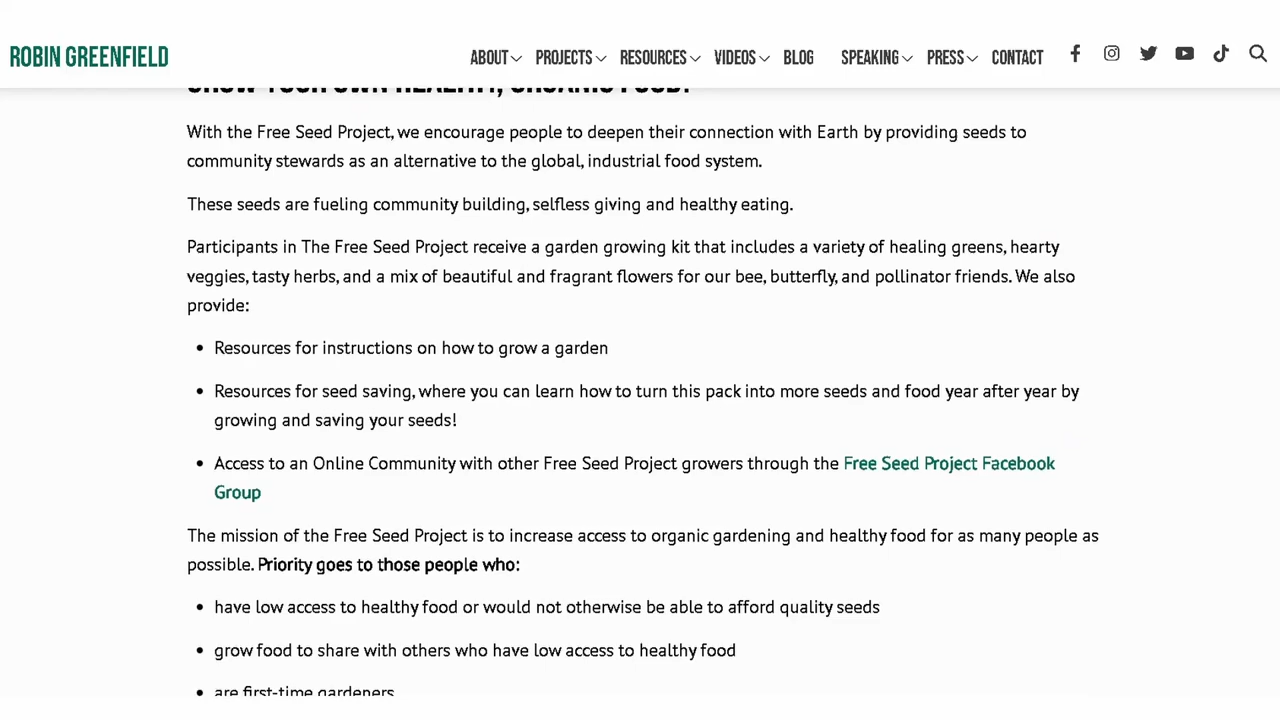 ROBIN GREENFIELD
ABOUT PROJECTS RESOURCES VIDEOS BLOG SPEAKING PRESS CONTACT
GROW YOUR OWN HEALTHY, ORGANIC FOOD!
With the Free Seed Project, we encourage people to deepen their connection with Earth by providing seeds to
community stewards as an alternative to the global, industrial food system.
These seeds are fueling community building, selfless giving and healthy eating.
Participants in The Free Seed Project receive a garden growing kit that includes a variety of healing greens, hearty
veggies, tasty herbs, and a mix of beautiful and fragrant flowers for our bee, butterfly, and pollinator friends. We also
provide:
• Resources for instructions on how to grow a garden
• Resources for seed saving, where you can learn how to turn this pack into more seeds and food year after year by
growing and saving your seeds!
• Access to an Online Community with other Free Seed Project growers through the Free Seed Project Facebook
Group
The mission of the Free Seed Project is to increase access to organic gardening and healthy food for as many people as
possible. Priority goes to those people who:
• have low access to healthy food or would not otherwise be able to afford quality seeds
• grow food to share with others who have low access to healthy food
• are first-time gardeners